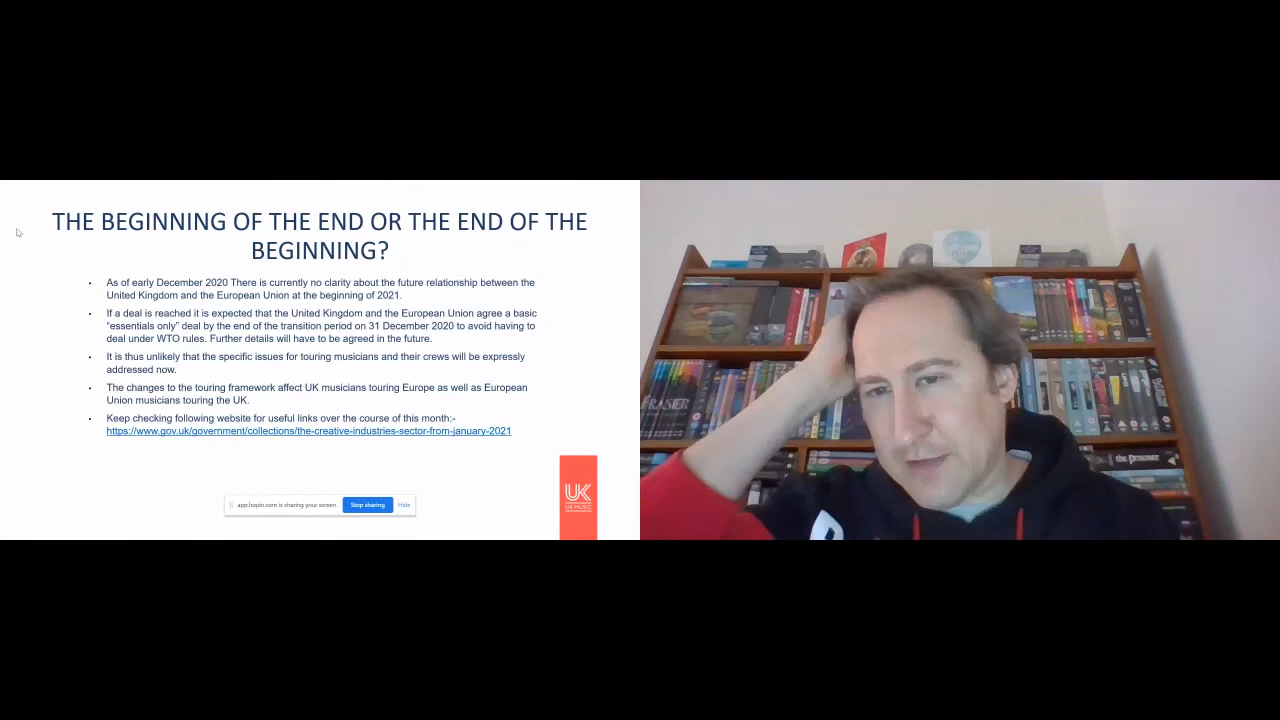 THE BEGINNING OF THE END OR THE END OF THE
BEGINNING?
• As of early December 2020 There is currently no clarity about the future relationship between the
United Kingdom and the European Union at the beginning of 2021.
• If a deal is reached it is expected that the United Kingdom and the European Union agree a basic
“essentials only” deal by the end of the transition period on 31 December 2020 to avoid having to
deal under WTO rules. Further details will have to be agreed in the future.
• It is thus unlikely that the specific issues for touring musicians and their crews will be expressly
addressed now.
• The changes to the touring framework affect UK musicians touring Europe as well as European
Union musicians touring the UK.
• Keep checking following website for useful links over the course of this month:-
https://www.gov.uk/government/collections/the-creative-industries-sector-from-january-2021
app.hopin.com is sharing your screen.
Stop sharing
Hide
UK
UK MUSIC
FRASIER
the PRISONER